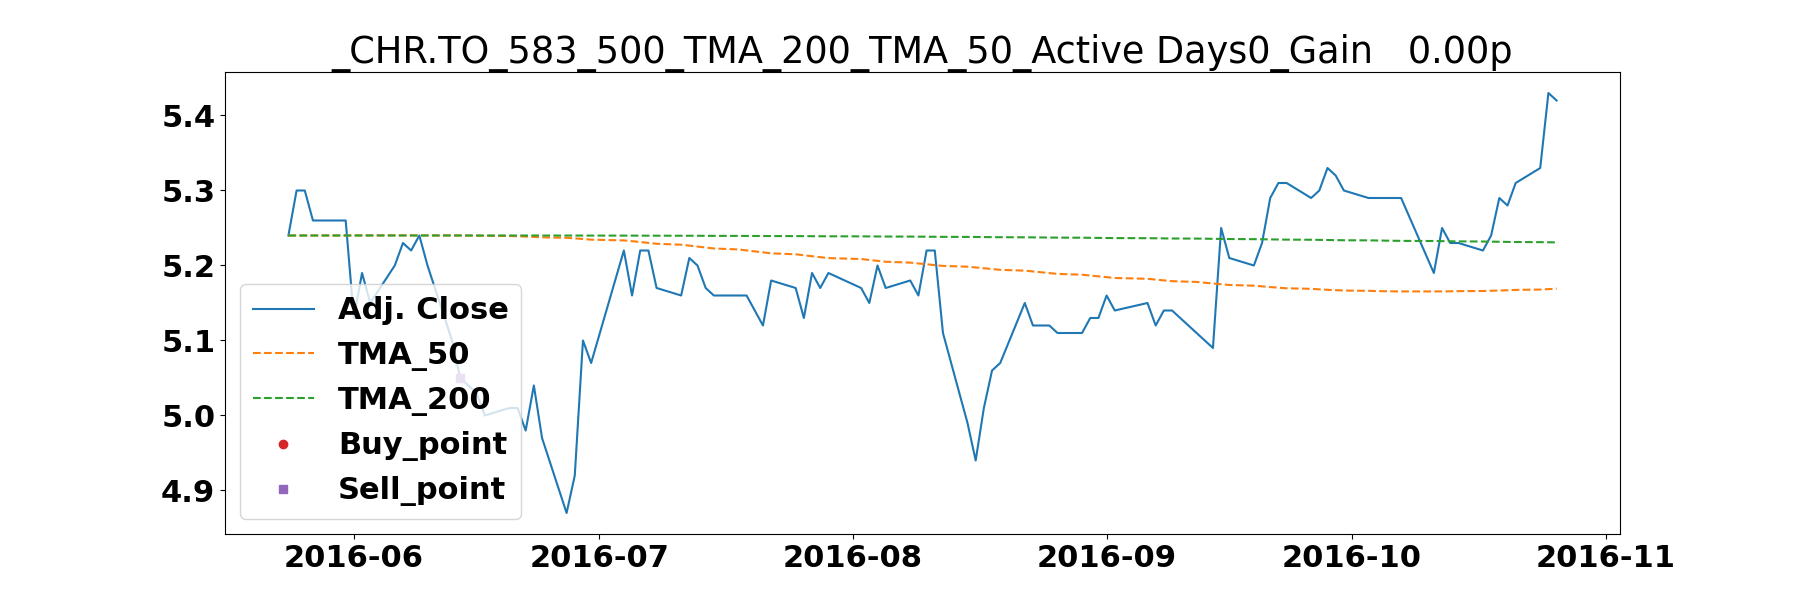 _CHR.TO_583_500_TMA_200_TMA_50_Active Days0_Gain   0.00p
5.4
5.3
5.2
5.1
5.0
4.9
Adj. Close
TMA_50
TMA_200
Buy_point
Sell_point
2016-06 2016-07 2016-08 2016-09 2016-10 2016-11